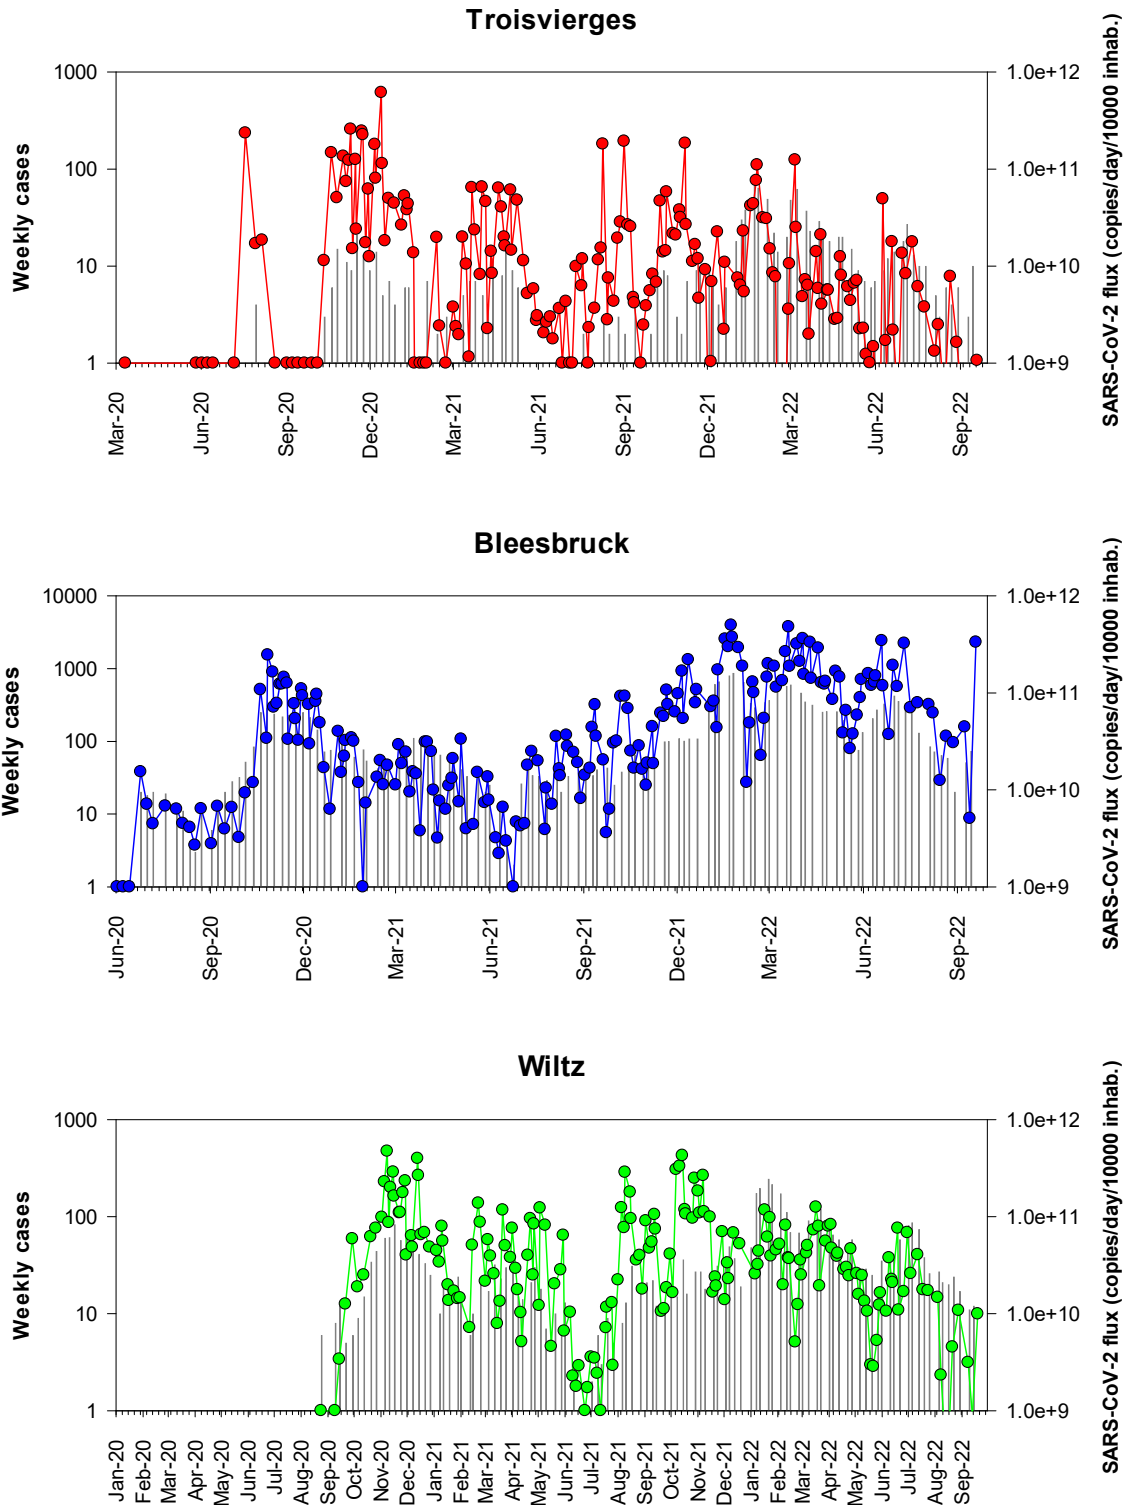 Troisvierges
Weekly cases
1000
100
10
1
1.0e+12
1.0e+11
1.0e+10
1.0e+9
SARS-CoV-2 flux (copies/day/10000 inhab.)
Mar-20
Jun-20
Sep-20
Dec-20
Mar-21
Jun-21
Sep-21
Dec-21
Mar-22
Jun-22
Sep-22
Bleesbruck
Weekly cases
10000
1000
100
10
1
1.0e+12
1.0e+11
1.0e+10
1.0e+9
SARS-CoV-2 flux (copies/day/10000 inhab.)
Jun-20
Sep-20
Dec-20
Mar-21
Jun-21
Sep-21
Dec-21
Mar-22
Jun-22
Sep-22
Wiltz
Weekly cases
1000
100
10
1
1.0e+12
1.0e+11
1.0e+10
1.0e+9
SARS-CoV-2 flux (copies/day/10000 inhab.)
Jan-20
Feb-20
Mar-20
Apr-20
May-20
Jun-20
Jul-20
Aug-20
Sep-20
Oct-20
Nov-20
Dec-20
Jan-21
Feb-21
Mar-21
Apr-21
May-21
Jun-21
Jul-21
Aug-21
Sep-21
Oct-21
Nov-21
Dec-21
Jan-22
Feb-22
Mar-22
Apr-22
May-22
Jun-22
Jul-22
Aug-22
Sep-22